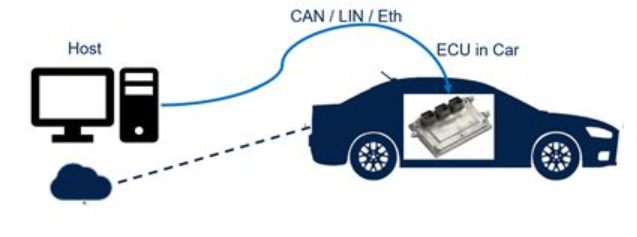 CAN / LIN / Eth
Host
ECU in Car